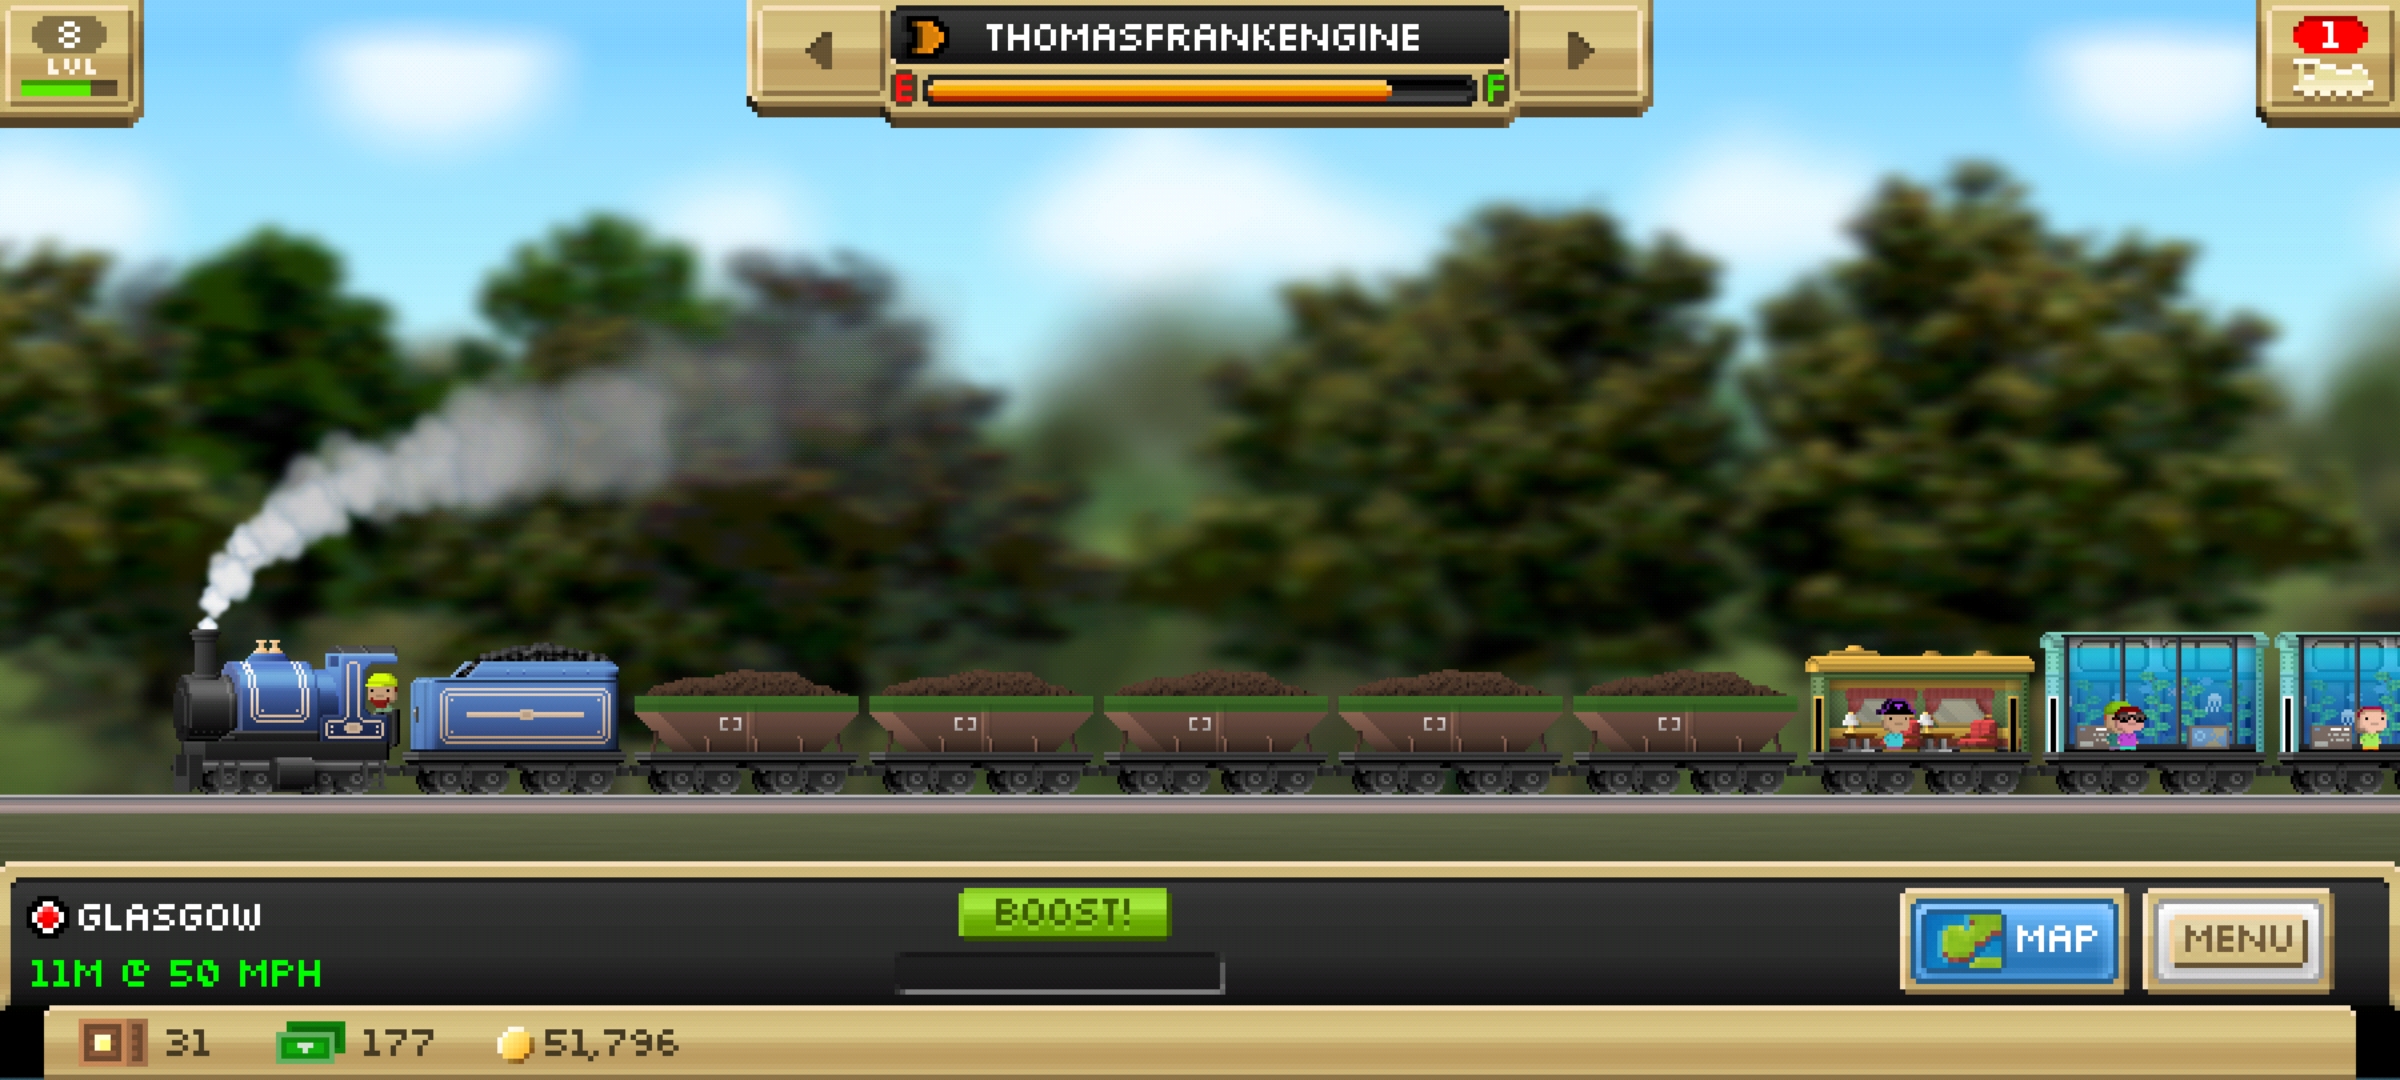 8
LVL
THOMASFRANKENGINE
E F
1
GLASGOW
11M @ 50 MPH
BOOST!
MAP
MENU
31
177
51,796